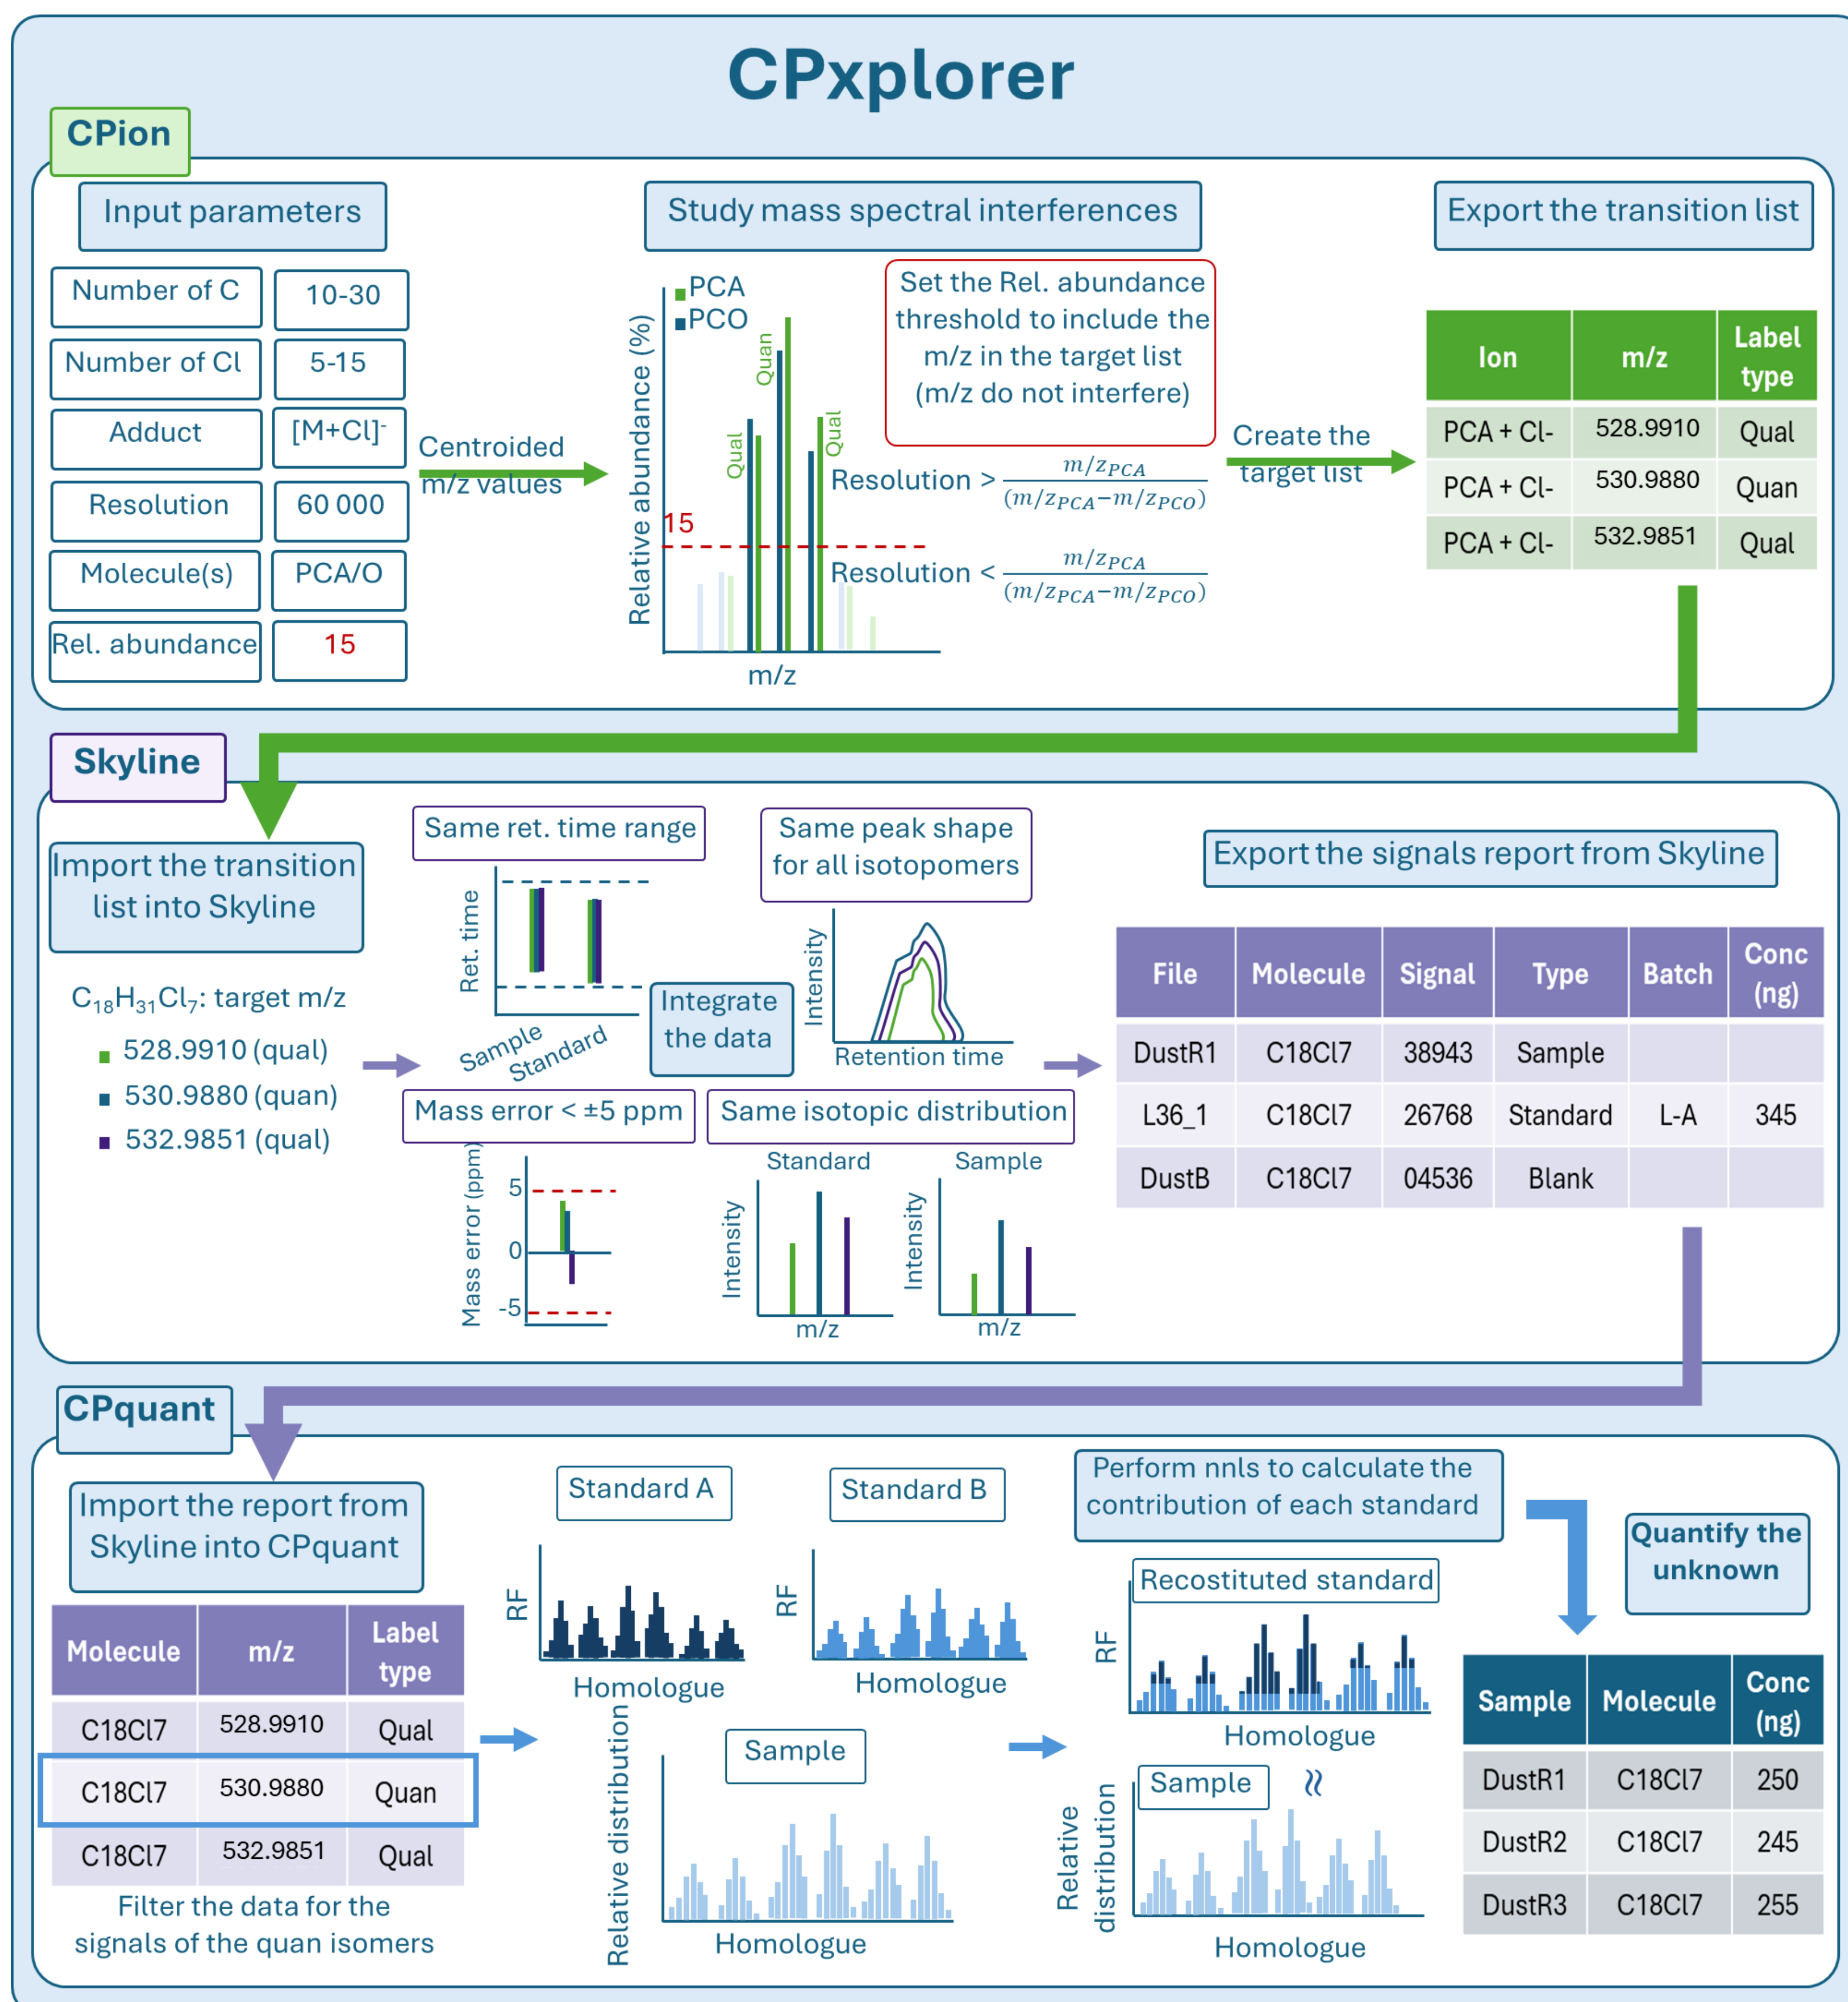 CPxplorer
CPion
Input parameters
Number of C
10-30
Number of Cl
5-15
Adduct
[M+Cl]⁻
Resolution
60 000
Molecule(s)
PCA/O
Rel. abundance
15
Centroided
m/z values
Study mass spectral interferences
PCA
PCO
Relative abundance (%)
Qual
Quan
Qual
15
m/z
Set the Rel. abundance
threshold to include the
m/z in the target list
(m/z do not interfere)
Resolution > m/z_PCA / (m/z_PCA−m/z_PCO)
Resolution < m/z_PCA / (m/z_PCA−m/z_PCO)
Create the
target list
Export the transition list
Ion m/z Label type
PCA + Cl- 528.9910 Qual
PCA + Cl- 530.9880 Quan
PCA + Cl- 532.9851 Qual
Skyline
Import the transition
list into Skyline
C₁₈H₃₁Cl₇: target m/z
528.9910 (qual)
530.9880 (quan)
532.9851 (qual)
Same ret. time range
Ret. time
Sample
Standard
Integrate
the data
Same peak shape
for all isotopomers
Intensity
Retention time
Mass error < ±5 ppm
Mass error (ppm)
5
0
-5
Same isotopic distribution
Standard
Intensity
m/z
Sample
Intensity
m/z
Export the signals report from Skyline
File Molecule Signal Type Batch Conc (ng)
DustR1 C18Cl7 38943 Sample
L36_1 C18Cl7 26768 Standard L-A 345
DustB C18Cl7 04536 Blank
CPquant
Import the report from
Skyline into CPquant
Molecule m/z Label type
C18Cl7 528.9910 Qual
C18Cl7 530.9880 Quan
C18Cl7 532.9851 Qual
Filter the data for the
signals of the quan isomers
Standard A
RF
Homologue
Standard B
RF
Homologue
Sample
Relative distribution
Homologue
Perform nnls to calculate the
contribution of each standard
Recostituted standard
RF
Homologue
Sample
≈
Relative
distribution
Homologue
Quantify the
unknown
Sample Molecule Conc (ng)
DustR1 C18Cl7 250
DustR2 C18Cl7 245
DustR3 C18Cl7 255